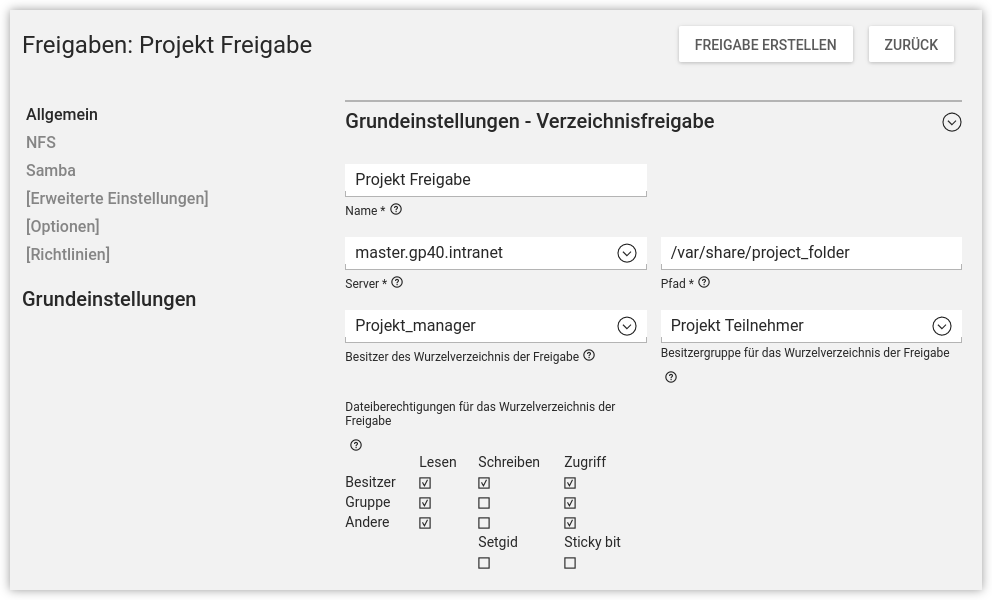 Freigaben: Projekt Freigabe
FREIGABE ERSTELLEN
ZURÜCK
Allgemein
NFS
Samba
[Erweiterte Einstellungen]
[Optionen]
[Richtlinien]
Grundeinstellungen
Grundeinstellungen - Verzeichnisfreigabe
Projekt Freigabe
Name *
master.gp40.intranet
Server *
/var/share/project_folder
Pfad *
Projekt_manager
Besitzer des Wurzelverzeichnis der Freigabe
Projekt Teilnehmer
Besitzergruppe für das Wurzelverzeichnis der Freigabe
Dateiberechtigungen für das Wurzelverzeichnis der
Freigabe
Lesen Schreiben Zugriff
Besitzer
Gruppe
Andere
Setgid Sticky bit